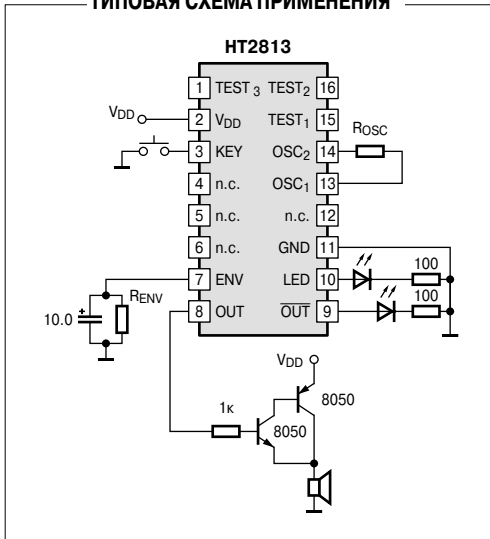 ТИПОВАЯ СХЕМА ПРИМЕНЕНИЯ
HT2813
1 TEST3 TEST2 16
VDD 2 VDD TEST1 15 ROSC
3 KEY OSC2 14
4 n.c. OSC1 13
5 n.c. n.c. 12
6 n.c. GND 11
7 ENV LED 10 100
RENV
10.0 +
8 OUT OUT 9 100
VDD
8050
1к
8050